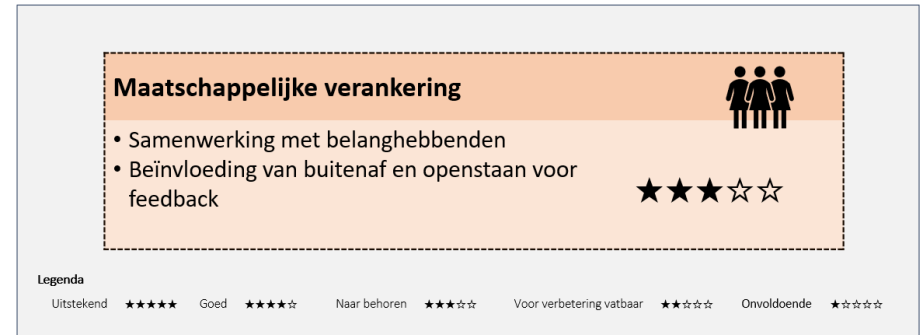 Maatschappelijke verankering
• Samenwerking met belanghebbenden
• Beïnvloeding van buitenaf en openstaan voor
feedback
★★★☆☆
Legenda
Uitstekend ★★★★★ Goed ★★★★☆ Naar behoren ★★★☆☆ Voor verbetering vatbaar ★★☆☆☆ Onvoldoende ★☆☆☆☆